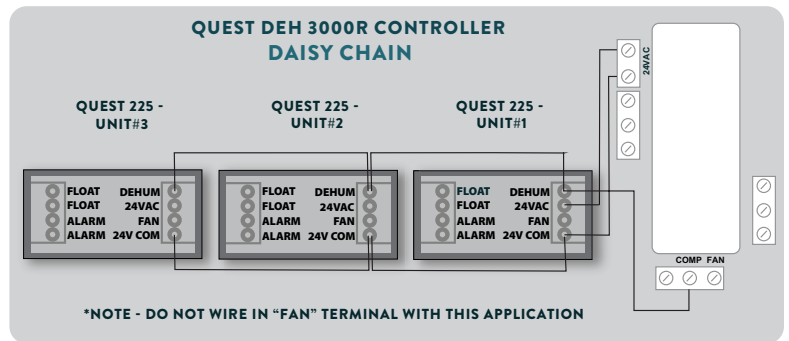 QUEST DEH 3000R CONTROLLER
DAISY CHAIN
24VAC
QUEST 225 -
UNIT#3
QUEST 225 -
UNIT#2
QUEST 225 -
UNIT#1
FLOAT DEHUM
FLOAT 24VAC
ALARM FAN
ALARM 24V COM
FLOAT DEHUM
FLOAT 24VAC
ALARM FAN
ALARM 24V COM
FLOAT DEHUM
FLOAT 24VAC
ALARM FAN
ALARM 24V COM
COMP FAN
*NOTE - DO NOT WIRE IN “FAN” TERMINAL WITH THIS APPLICATION